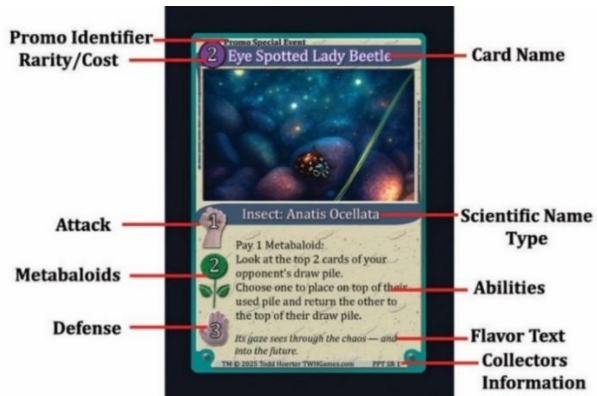 Promo Identifier
Rarity/Cost
Promo Special Event
2
Eye Spotted Lady Beetle
Card Name
Insect: Anatis Ocellata
Scientific Name
Type
Attack
1
Metabaloids
2
Defense
3
Pay 1 Metabaloid:
Look at the top 2 cards of your
opponent's draw pile.
Choose one to place on top of their
used pile and return the other to
the top of their draw pile.
Abilities
Its gaze sees through the chaos — and
into the future.
Flavor Text
TM © 2025 Todd Hoerter TWHGames.com
PPT SR 1
Collectors
Information